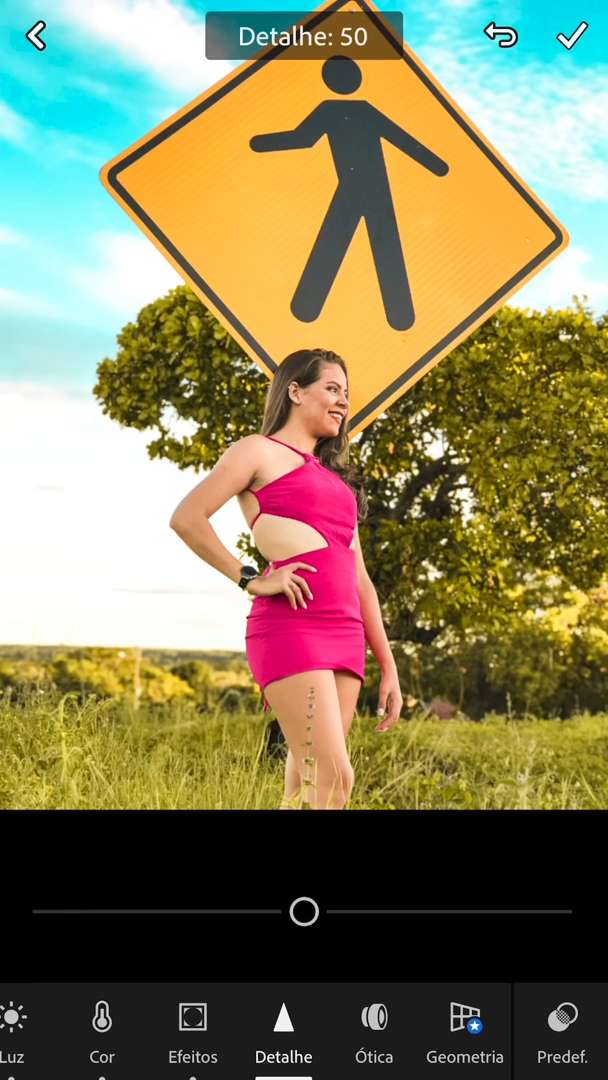 Detalhe: 50
Luz
Cor
Efeitos
Detalhe
Ótica
Geometria
Predef.